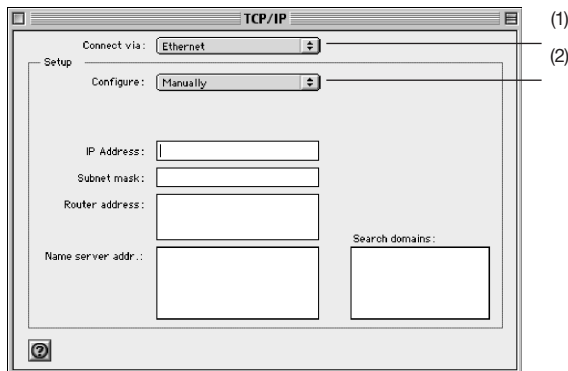 TCP/IP
(1)
Connect via: Ethernet
(2)
Setup
Configure: Manually
IP Address:
Subnet mask:
Router address:
Search domains:
Name server addr.:
?